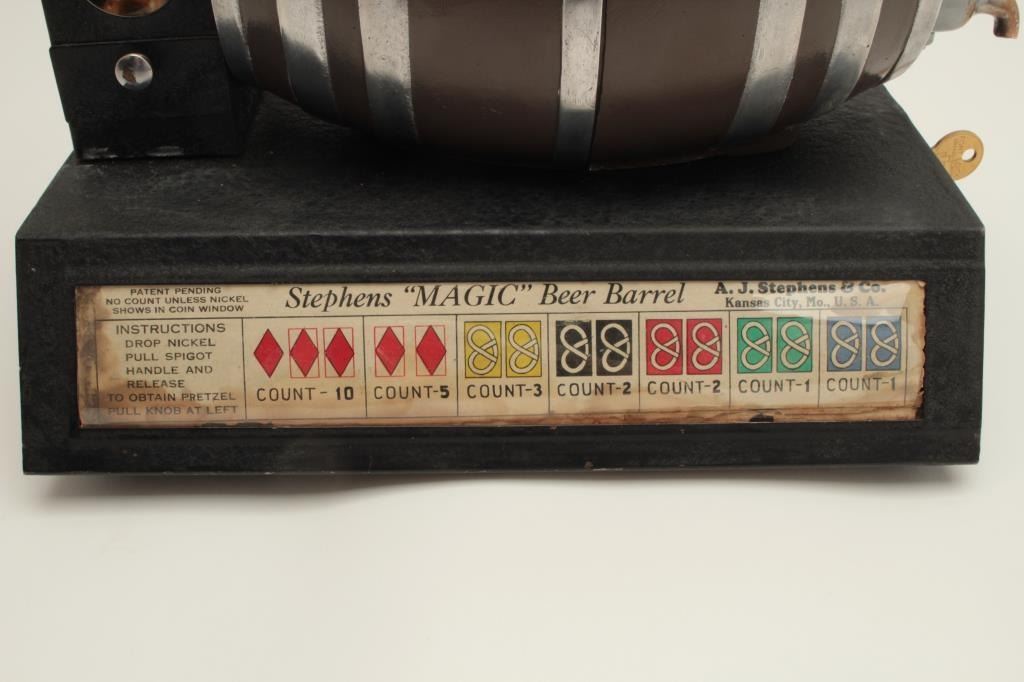 PATENT PENDING
NO COUNT UNLESS NICKEL
SHOWS IN COIN WINDOW
Stephens "MAGIC" Beer Barrel
A. J. Stephens & Co.
Kansas City, Mo., U. S. A.
INSTRUCTIONS
DROP NICKEL
PULL SPIGOT
HANDLE AND
RELEASE
TO OBTAIN PRETZEL
PULL KNOB AT LEFT
COUNT - 10
COUNT-5
COUNT-3
COUNT-2
COUNT-2
COUNT-1
COUNT-1